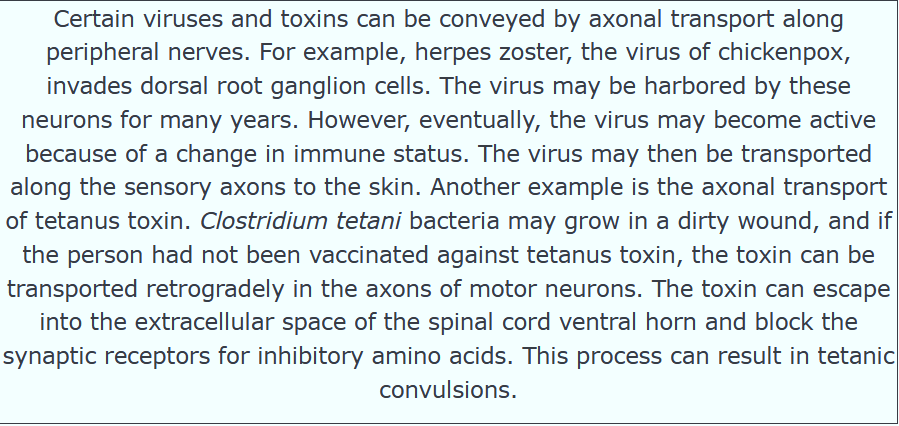 Certain viruses and toxins can be conveyed by axonal transport along
peripheral nerves. For example, herpes zoster, the virus of chickenpox,
invades dorsal root ganglion cells. The virus may be harbored by these
neurons for many years. However, eventually, the virus may become active
because of a change in immune status. The virus may then be transported
along the sensory axons to the skin. Another example is the axonal transport
of tetanus toxin. Clostridium tetani bacteria may grow in a dirty wound, and if
the person had not been vaccinated against tetanus toxin, the toxin can be
transported retrogradely in the axons of motor neurons. The toxin can escape
into the extracellular space of the spinal cord ventral horn and block the
synaptic receptors for inhibitory amino acids. This process can result in tetanic
convulsions.